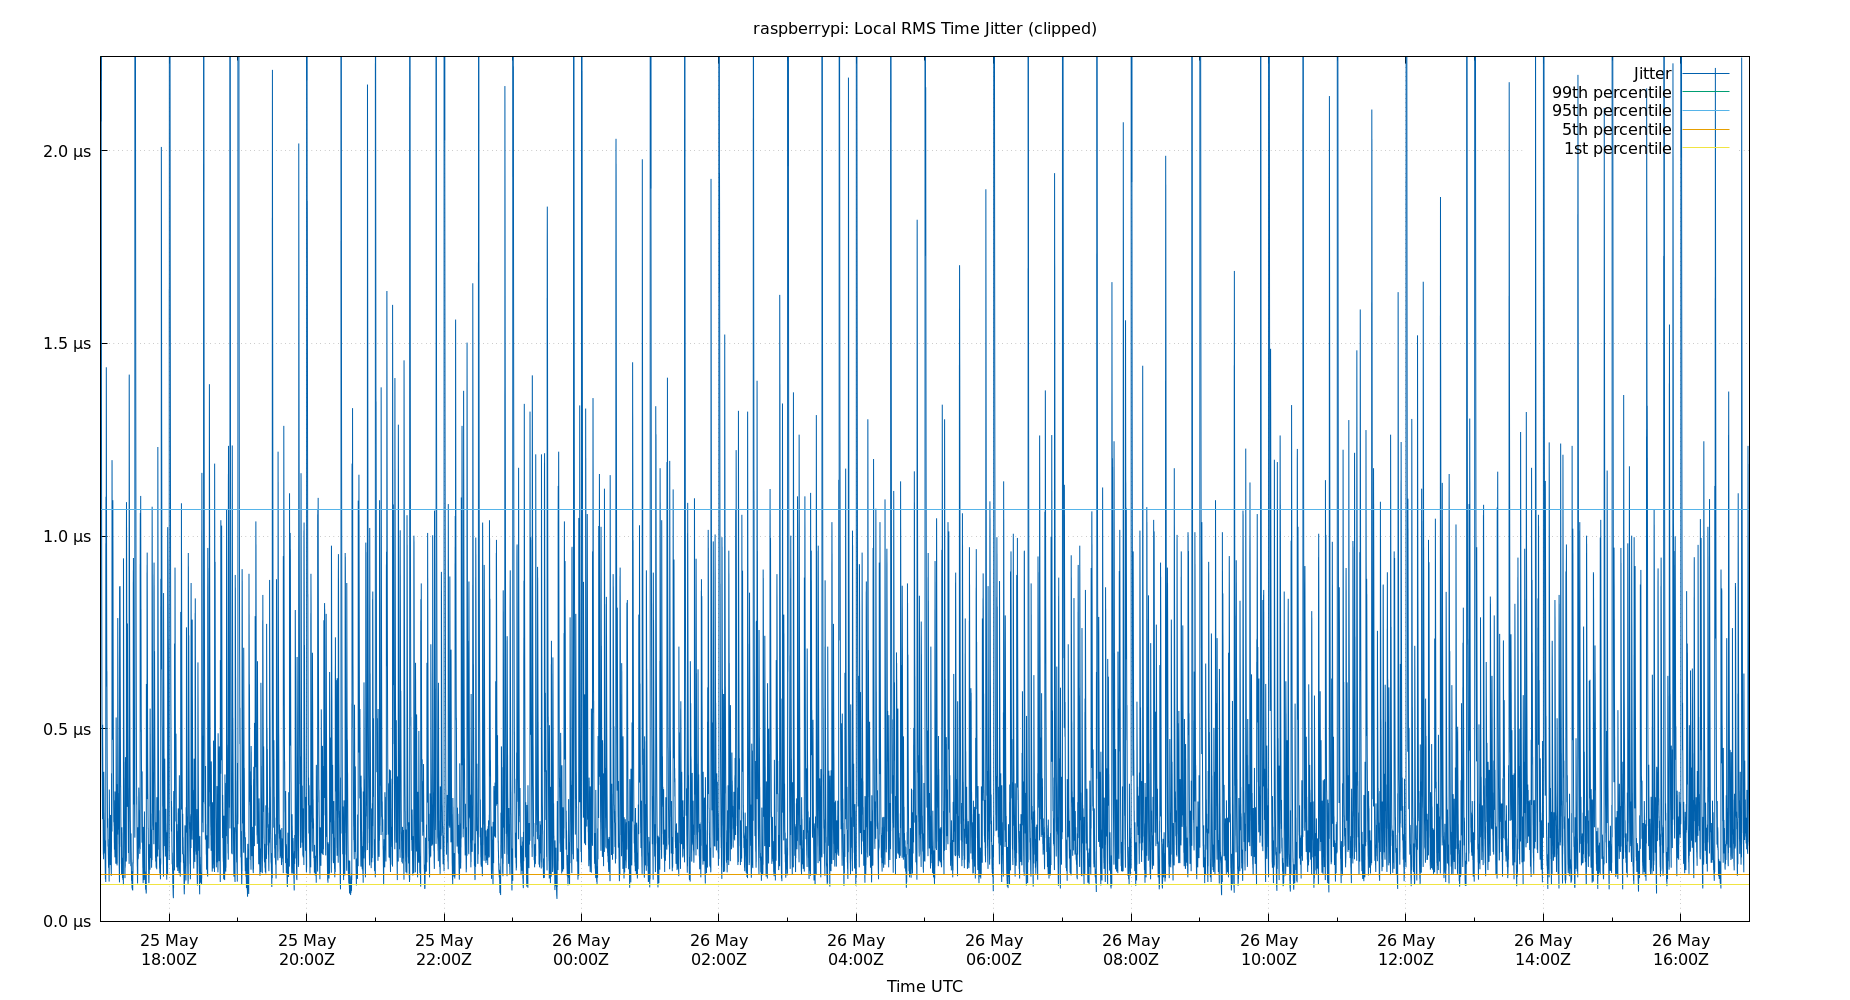 raspberrypi: Local RMS Time Jitter (clipped)
Jitter
99th percentile
95th percentile
5th percentile
1st percentile
2.0 µs
1.5 µs
1.0 µs
0.5 µs
0.0 µs
25 May 25 May 25 May 26 May 26 May 26 May 26 May 26 May 26 May 26 May 26 May 26 May
18:00Z 20:00Z 22:00Z 00:00Z 02:00Z 04:00Z 06:00Z 08:00Z 10:00Z 12:00Z 14:00Z 16:00Z
Time UTC